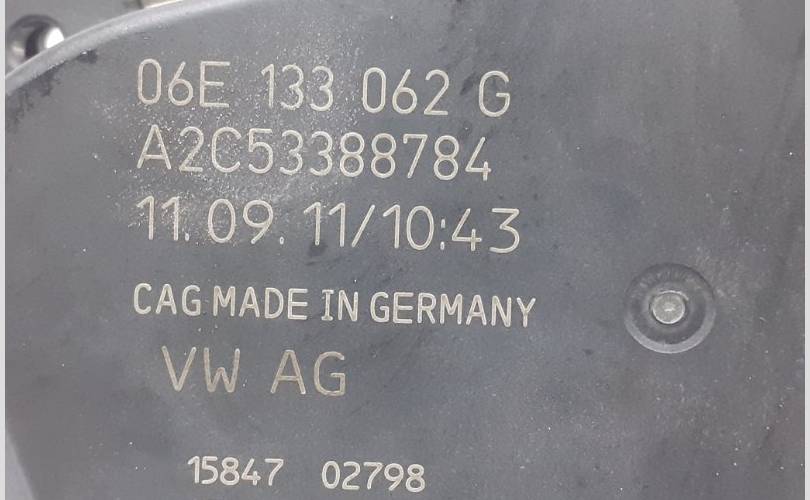 06E 133 062 G
A2C53388784
11.09.11/10:43
CAG MADE IN GERMANY
VW AG
15847 02798